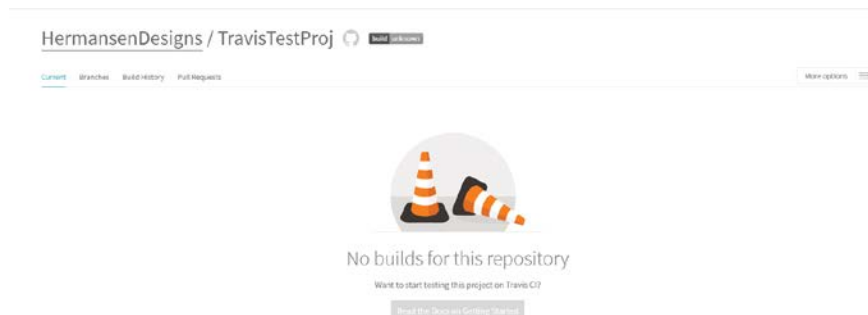 HermansenDesigns / TravisTestProj build unknown
Current Branches Build History Pull Requests More options
No builds for this repository
Want to start testing this project on Travis CI?
Read the Docs on Getting Started